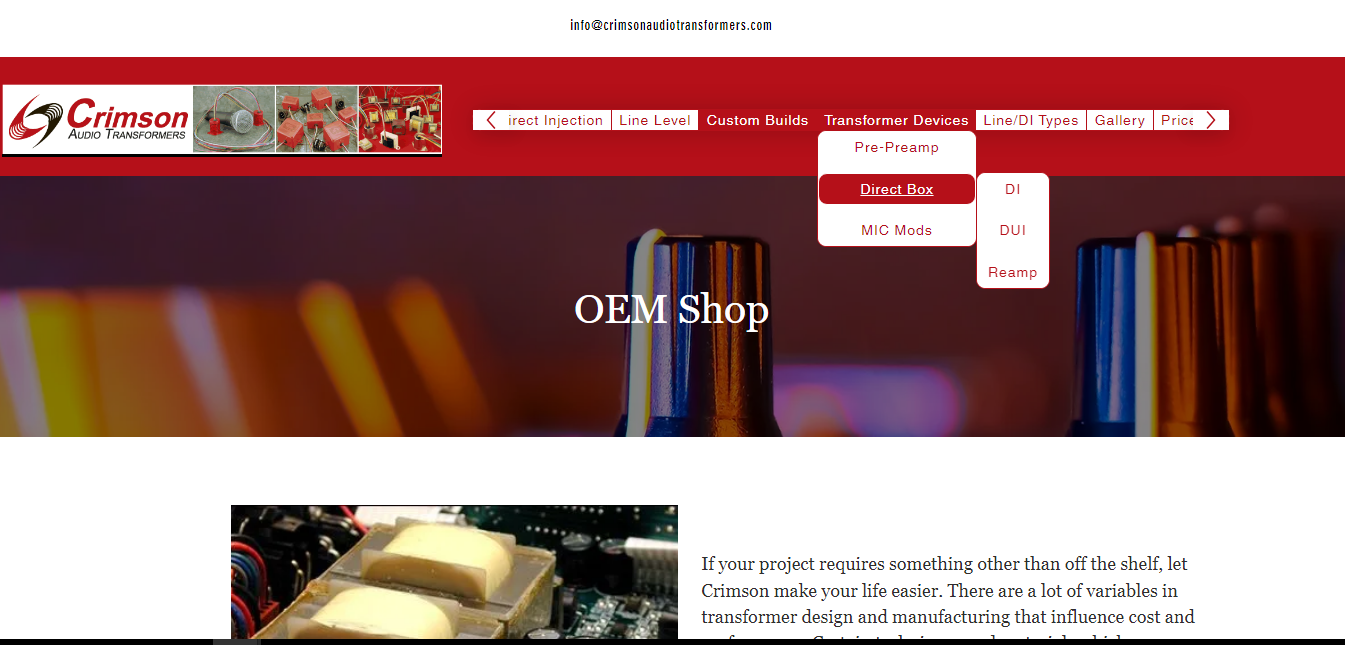 info@crimsonaudiotransformers.com
Crimson
AUDIO TRANSFORMERS
irect Injection
Line Level
Custom Builds
Transformer Devices
Line/DI Types
Gallery
Price
Pre-Preamp
Direct Box
MIC Mods
DI
DUI
Reamp
OEM Shop
If your project requires something other than off the shelf, let
Crimson make your life easier. There are a lot of variables in
transformer design and manufacturing that influence cost and